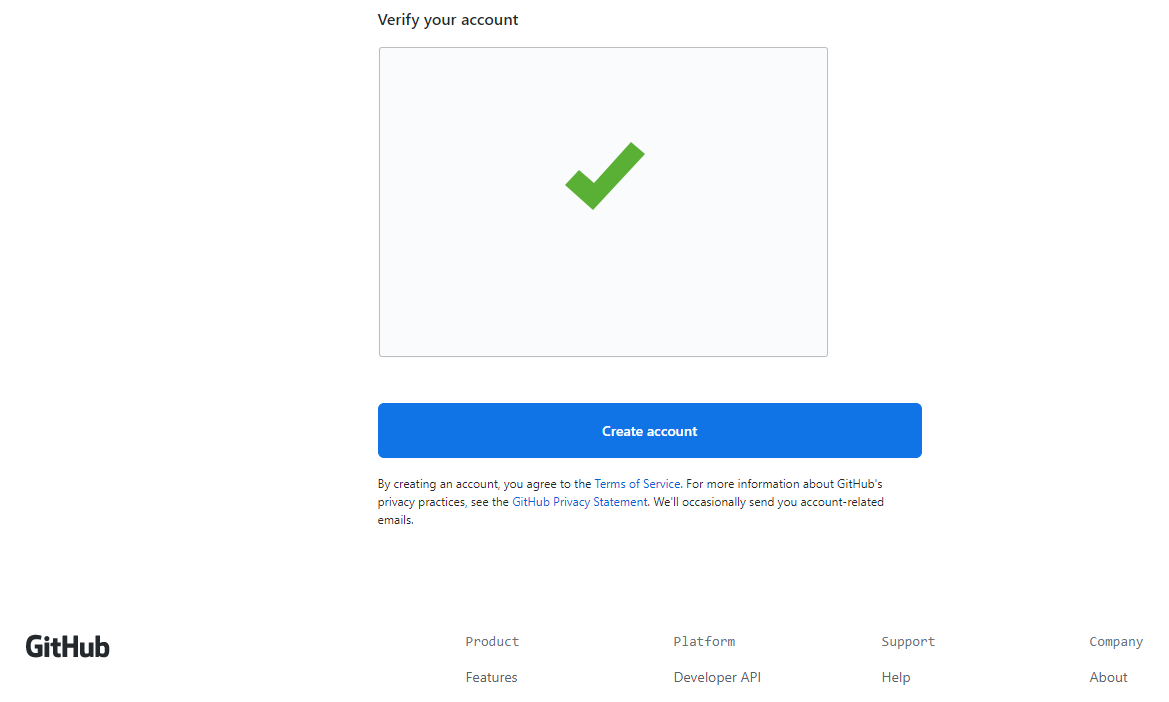 Verify your account
Create account
By creating an account, you agree to the Terms of Service. For more information about GitHub's
privacy practices, see the GitHub Privacy Statement. We'll occasionally send you account-related
emails.
GitHub
Product
Platform
Support
Company
Features
Developer API
Help
About